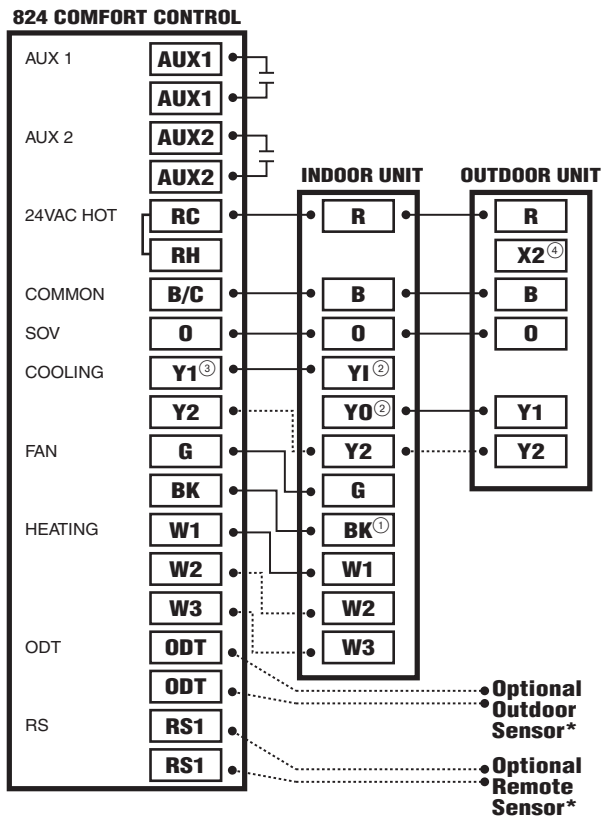 824 COMFORT CONTROL
AUX 1 AUX1
AUX1
AUX 2 AUX2
AUX2
INDOOR UNIT OUTDOOR UNIT
24VAC HOT RC R R
RH X2④
COMMON B/C B B
SOV O O O
COOLING Y1③ YI②
YO② Y1
Y2 Y2 Y2
FAN G G
BK BK①
HEATING W1 W1
W2 W2
W3 W3
ODT ODT
ODT
Optional
Outdoor
Sensor*
RS RS1
RS1
Optional
Remote
Sensor*